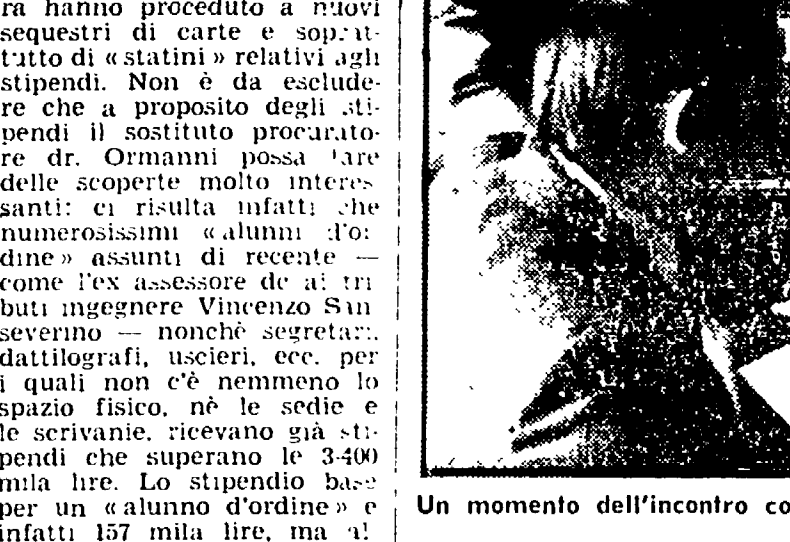 ra hanno proceduto a nuovi
sequestri di carte e soprat-
tutto di « statini » relativi agli
stipendi. Non è da esclude-
re che a proposito degli sti-
pendi il sostituto procurato-
re dr. Ormanni possa fare
delle scoperte molto interes-
santi: ci risulta infatti che
numerosissimi « alunni d'or-
dine » assunti di recente —
come l'ex assessore dc ai tri
buti ingegnere Vincenzo San
severino — nonchè segretari,
dattilografi, uscieri, ecc. per
i quali non c'è nemmeno lo
spazio fisico, nè le sedie e
le scrivanie, ricevano già sti-
pendi che superano le 3-400
mila lire. Lo stipendio base
per un « alunno d'ordine » è
infatti 157 mila lire, ma al
Un momento dell'incontro co